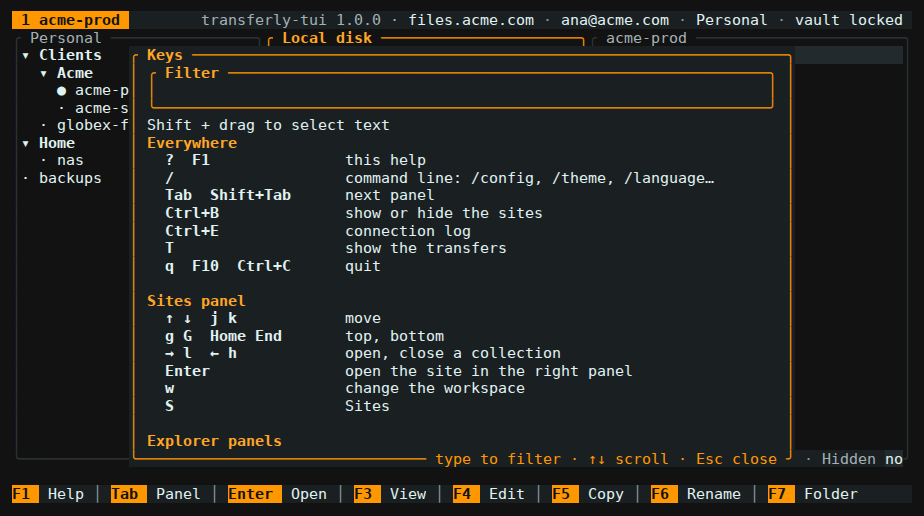 1 acme-prod transferly-tui 1.0.0 · files.acme.com · ana@acme.com · Personal · vault locked
Personal Local disk acme-prod
▾ Clients
▾ Acme
● acme-p
· acme-s
· globex-f
▾ Home
· nas
· backups
Keys
Filter
Shift + drag to select text
Everywhere
? F1 this help
/ command line: /config, /theme, /language…
Tab Shift+Tab next panel
Ctrl+B show or hide the sites
Ctrl+E connection log
T show the transfers
q F10 Ctrl+C quit
Sites panel
↑ ↓ j k move
g G Home End top, bottom
→ l ← h open, close a collection
Enter open the site in the right panel
w change the workspace
S Sites
Explorer panels
type to filter · ↑↓ scroll · Esc close
· Hidden no
F1 Help │ Tab Panel │ Enter Open │ F3 View │ F4 Edit │ F5 Copy │ F6 Rename │ F7 Folder